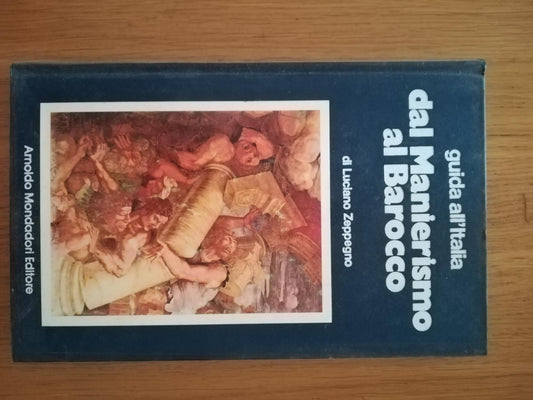 guida all'Italia
dal Manierismo
al Barocco
di Luciano Zeppegno
Arnoldo Mondadori Editore